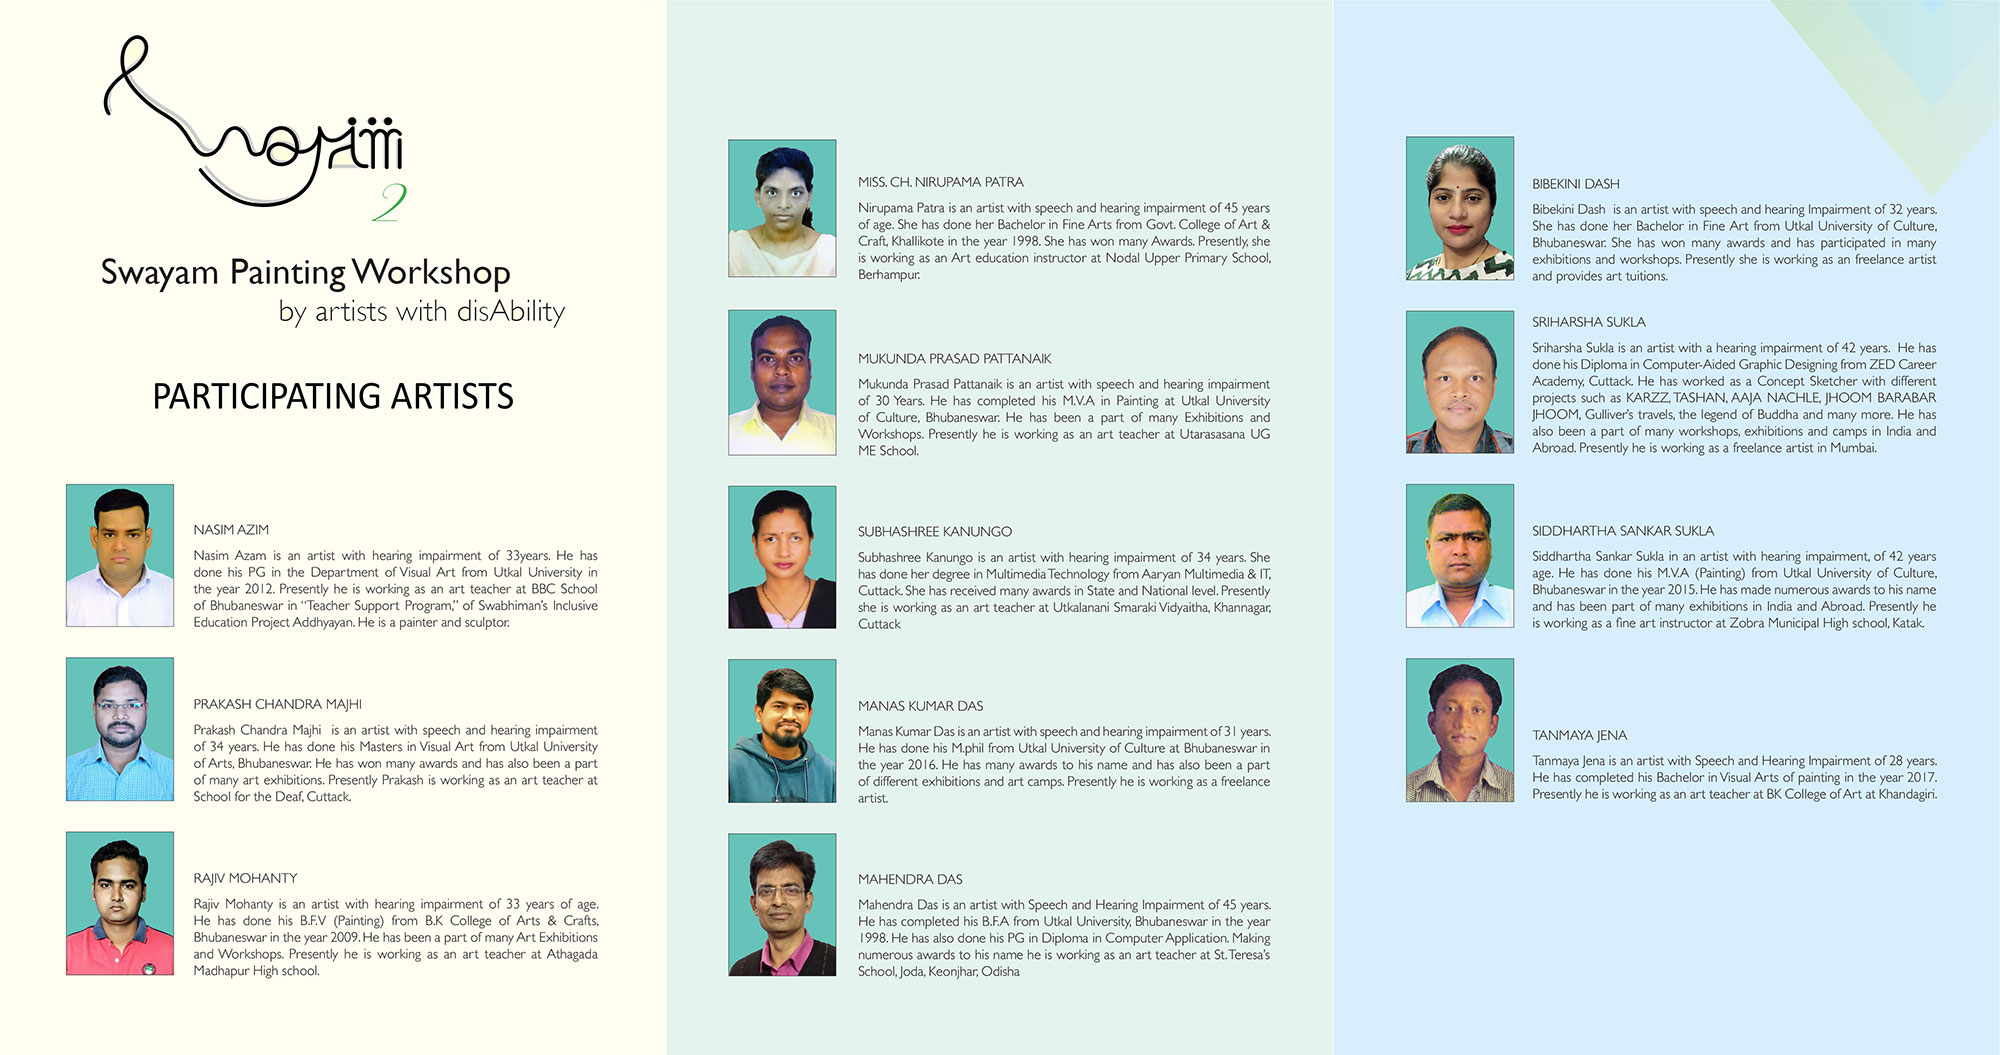 Swayam
2
Swayam Painting Workshop
by artists with disAbility
PARTICIPATING ARTISTS
NASIM AZIM
Nasim Azam is an artist with hearing impairment of 33years. He has
done his PG in the Department of Visual Art from Utkal University in
the year 2012. Presently he is working as an art teacher at BBC School
of Bhubaneswar in “Teacher Support Program,” of Swabhiman’s Inclusive
Education Project Addhyayan. He is a painter and sculptor.
PRAKASH CHANDRA MAJHI
Prakash Chandra Majhi is an artist with speech and hearing impairment
of 34 years. He has done his Masters in Visual Art from Utkal University
of Arts, Bhubaneswar. He has won many awards and has also been a part
of many art exhibitions. Presently Prakash is working as an art teacher at
School for the Deaf, Cuttack.
RAJIV MOHANTY
Rajiv Mohanty is an artist with hearing impairment of 33 years of age.
He has done his B.F.V (Painting) from B.K College of Arts & Crafts,
Bhubaneswar in the year 2009. He has been a part of many Art Exhibitions
and Workshops. Presently he is working as an art teacher at Athagada
Madhapur High school.
MISS. CH. NIRUPAMA PATRA
Nirupama Patra is an artist with speech and hearing impairment of 45 years
of age. She has done her Bachelor in Fine Arts from Govt. College of Art &
Craft, Khallikote in the year 1998. She has won many Awards. Presently, she
is working as an Art education instructor at Nodal Upper Primary School,
Berhampur.
MUKUNDA PRASAD PATTANAIK
Mukunda Prasad Pattanaik is an artist with speech and hearing impairment
of 30 Years. He has completed his M.V.A in Painting at Utkal University
of Culture, Bhubaneswar. He has been a part of many Exhibitions and
Workshops. Presently he is working as an art teacher at Utarasasana UG
ME School.
SUBHASHREE KANUNGO
Subhashree Kanungo is an artist with hearing impairment of 34 years. She
has done her degree in Multimedia Technology from Aaryan Multimedia & IT,
Cuttack. She has received many awards in State and National level. Presently
she is working as an art teacher at Utkalanani Smaraki Vidyaitha, Khannagar,
Cuttack
MANAS KUMAR DAS
Manas Kumar Das is an artist with speech and hearing impairment of 31 years.
He has done his M.phil from Utkal University of Culture at Bhubaneswar in
the year 2016. He has many awards to his name and has also been a part
of different exhibitions and art camps. Presently he is working as a freelance
artist.
MAHENDRA DAS
Mahendra Das is an artist with Speech and Hearing Impairment of 45 years.
He has completed his B.F.A from Utkal University, Bhubaneswar in the year
1998. He has also done his PG in Diploma in Computer Application. Making
numerous awards to his name he is working as an art teacher at St. Teresa’s
School, Joda, Keonjhar, Odisha
BIBEKINI DASH
Bibekini Dash is an artist with speech and hearing Impairment of 32 years.
She has done her Bachelor in Fine Art from Utkal University of Culture,
Bhubaneswar. She has won many awards and has participated in many
exhibitions and workshops. Presently she is working as an freelance artist
and provides art tuitions.
SRIHARSHA SUKLA
Sriharsha Sukla is an artist with a hearing impairment of 42 years. He has
done his Diploma in Computer-Aided Graphic Designing from ZED Career
Academy, Cuttack. He has worked as a Concept Sketcher with different
projects such as KARZZ, TASHAN, AAJA NACHLE, JHOOM BARABAR
JHOOM, Gulliver’s travels, the legend of Buddha and many more. He has
also been a part of many workshops, exhibitions and camps in India and
Abroad. Presently he is working as a freelance artist in Mumbai.
SIDDHARTHA SANKAR SUKLA
Siddhartha Sankar Sukla in an artist with hearing impairment, of 42 years
age. He has done his M.V.A (Painting) from Utkal University of Culture,
Bhubaneswar in the year 2015. He has made numerous awards to his name
and has been part of many exhibitions in India and Abroad. Presently he
is working as a fine art instructor at Zobra Municipal High school, Katak.
TANMAYA JENA
Tanmaya Jena is an artist with Speech and Hearing Impairment of 28 years.
He has completed his Bachelor in Visual Arts of painting in the year 2017.
Presently he is working as an art teacher at BK College of Art at Khandagiri.